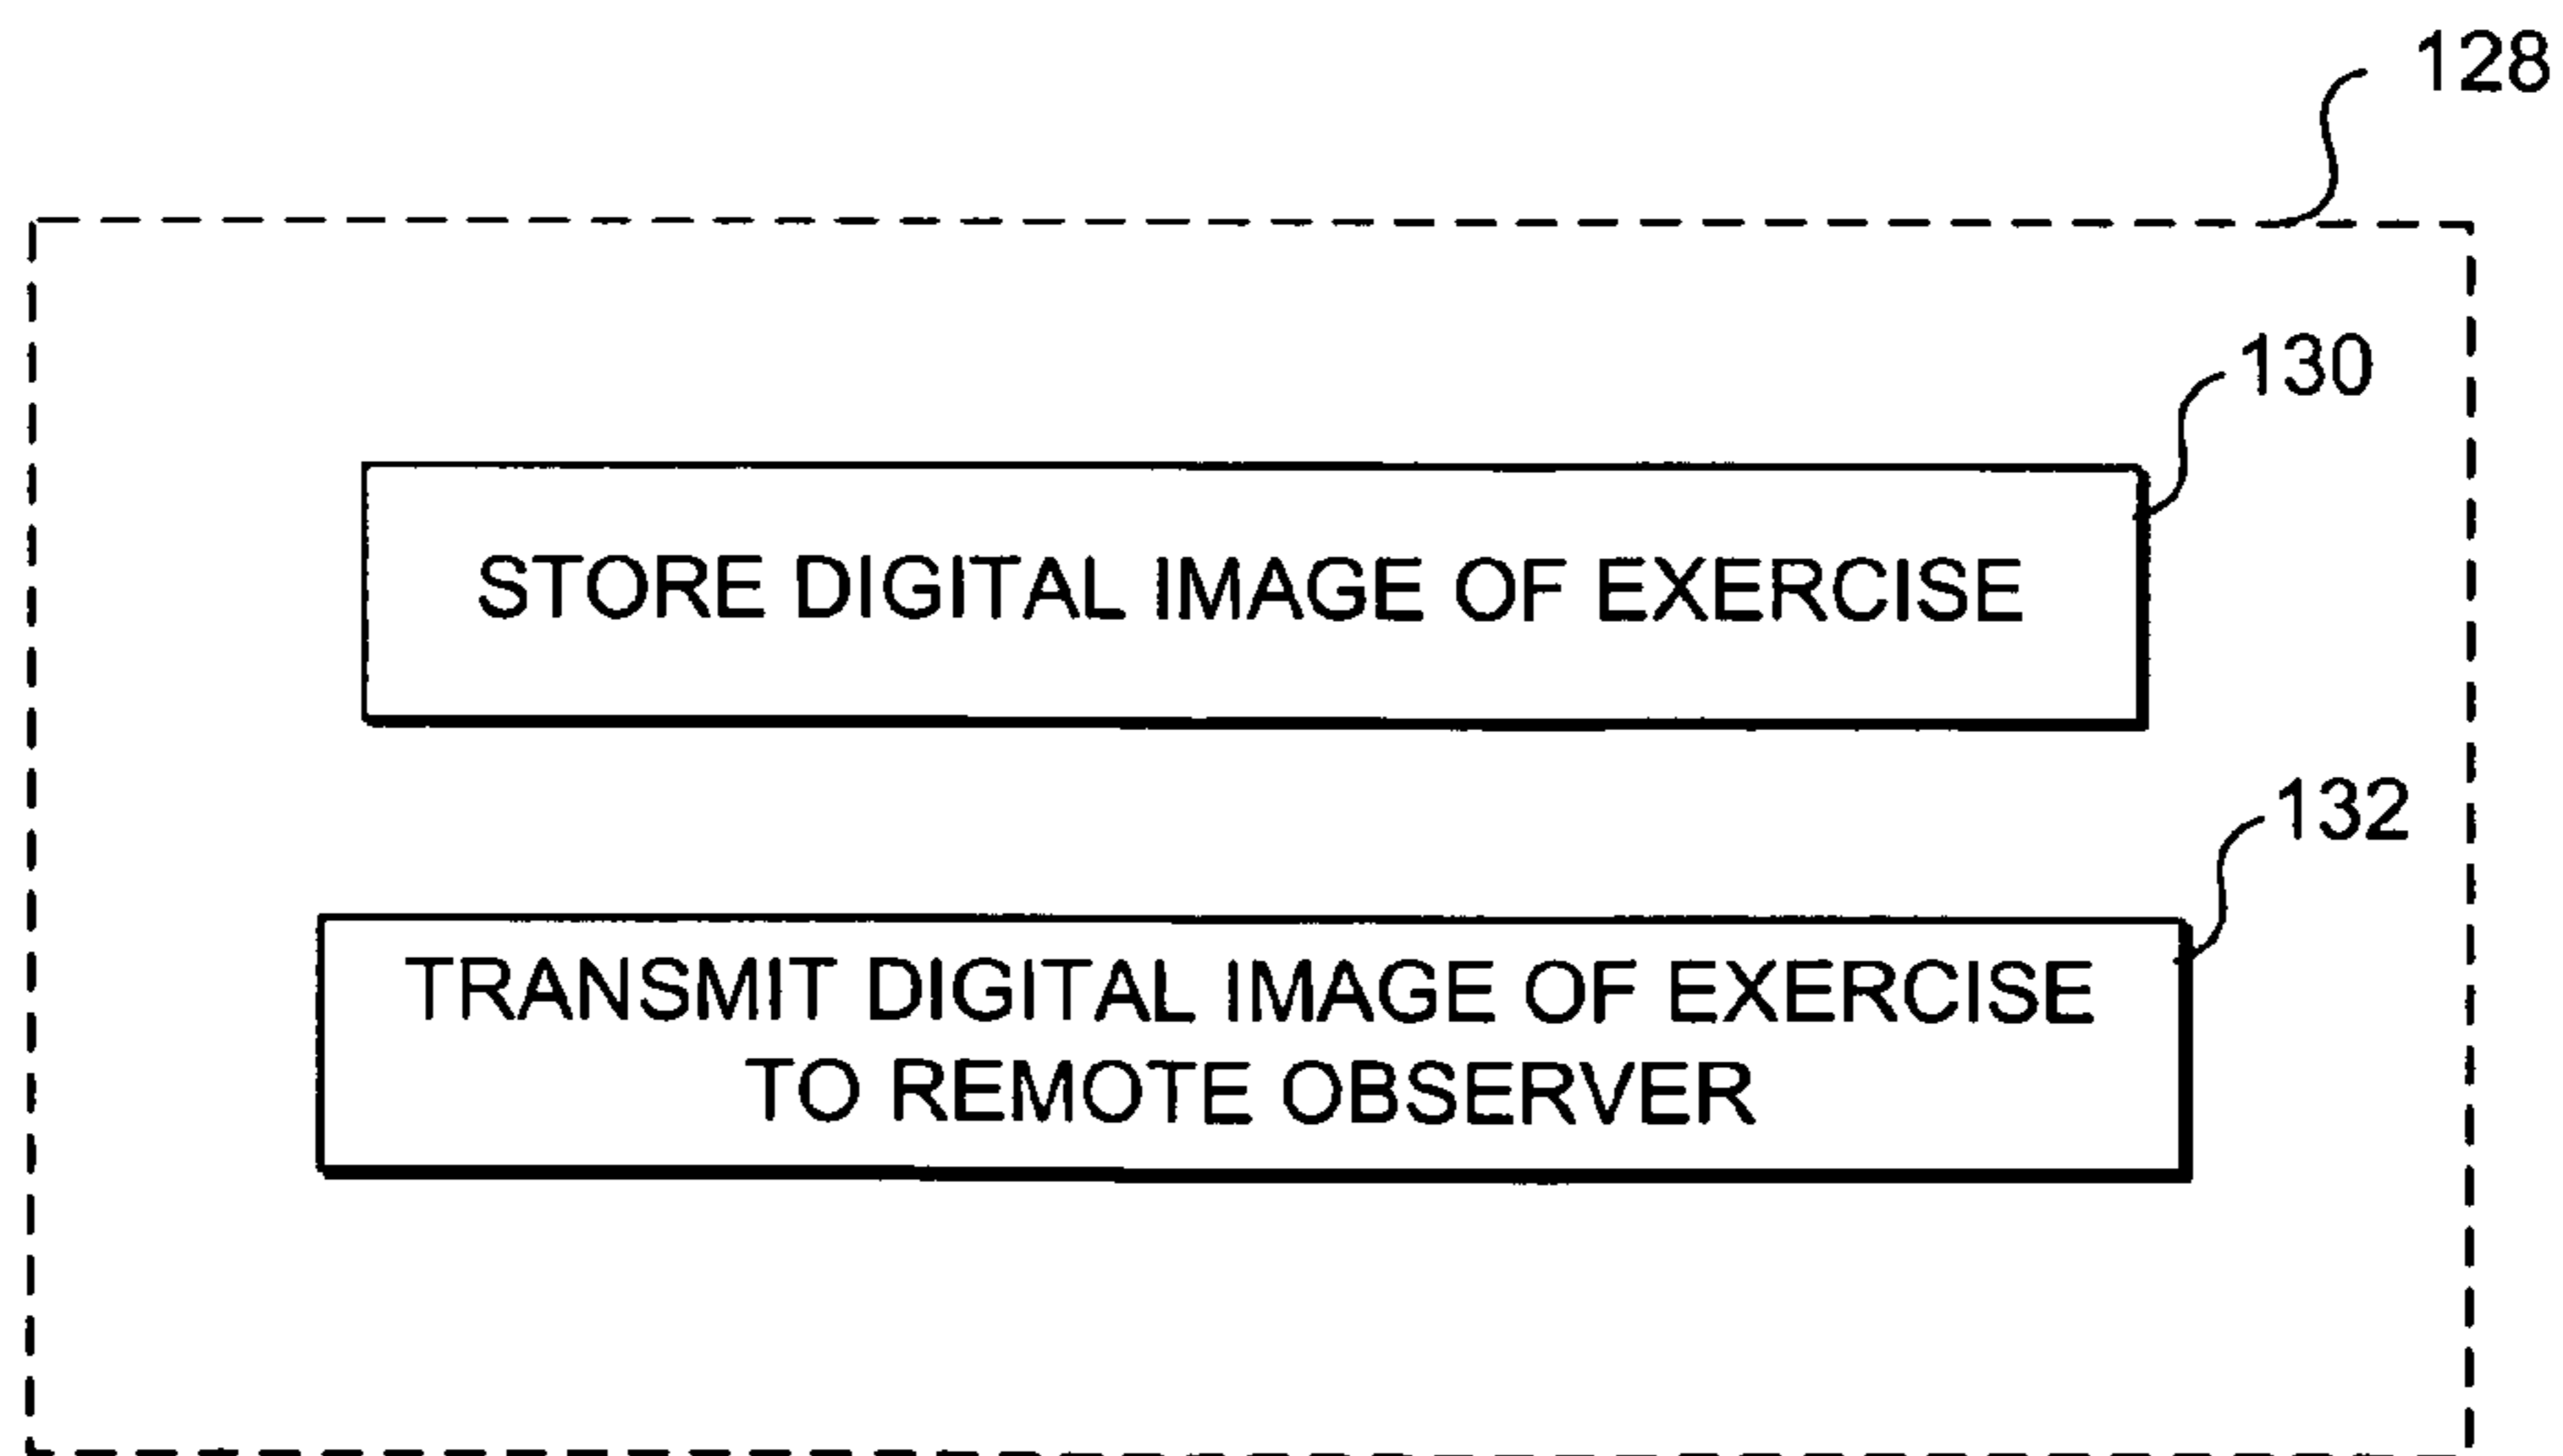 128
130
STORE DIGITAL IMAGE OF EXERCISE
132
TRANSMIT DIGITAL IMAGE OF EXERCISE
TO REMOTE OBSERVER